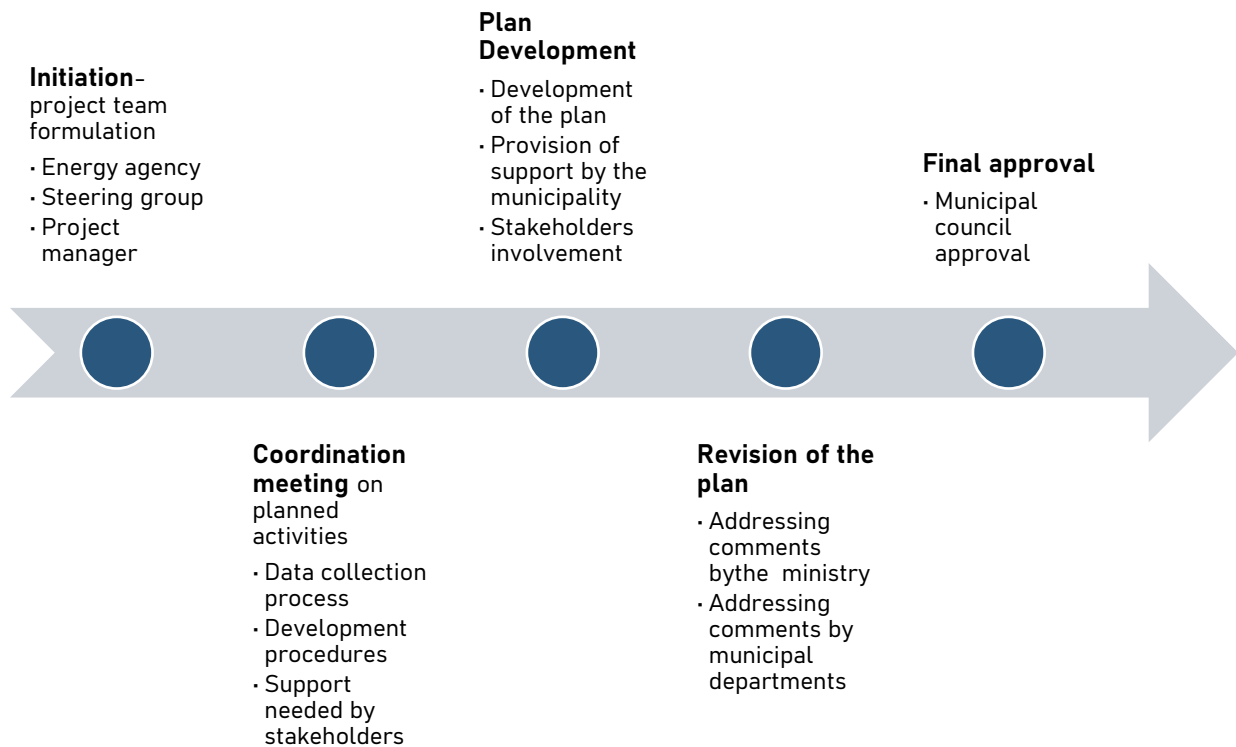 Initiation-
project team
formulation
· Energy agency
· Steering group
· Project
manager
Coordination
meeting on
planned
activities
· Data collection
process
· Development
procedures
· Support
needed by
stakeholders
Plan
Development
· Development
of the plan
· Provision of
support by the
municipality
· Stakeholders
involvement
Revision of the
plan
· Addressing
comments
bythe ministry
· Addressing
comments by
municipal
departments
Final approval
· Municipal
council
approval